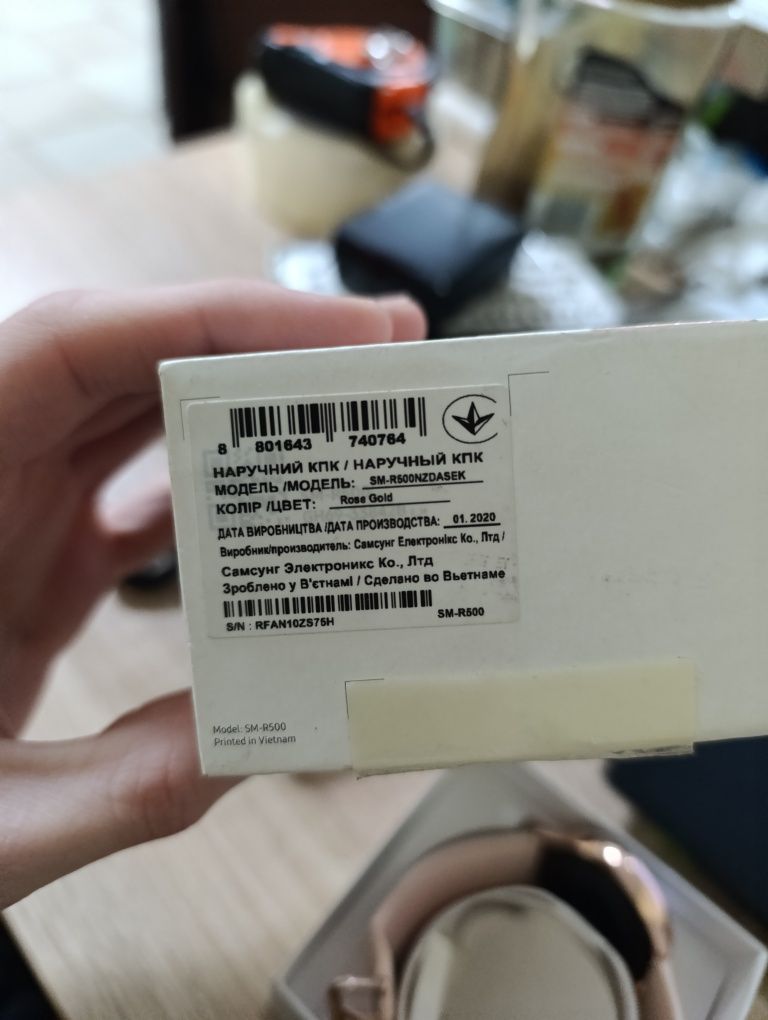 8 801643 740764
НАРУЧНИЙ КПК / НАРУЧНЫЙ КПК
МОДЕЛЬ /МОДЕЛЬ: SM-R500NZDASEK
КОЛІР /ЦВЕТ: Rose Gold
ДАТА ВИРОБНИЦТВА /ДАТА ПРОИЗВОДСТВА: 01. 2020
Виробник/производитель: Самсунг Електронікс Ко., Лтд /
Самсунг Электроникс Ко., Лтд
Зроблено у В'єтнамі / Сделано во Вьетнаме
S/N : RFAN10ZS75H SM-R500
Model: SM-R500
Printed in Vietnam